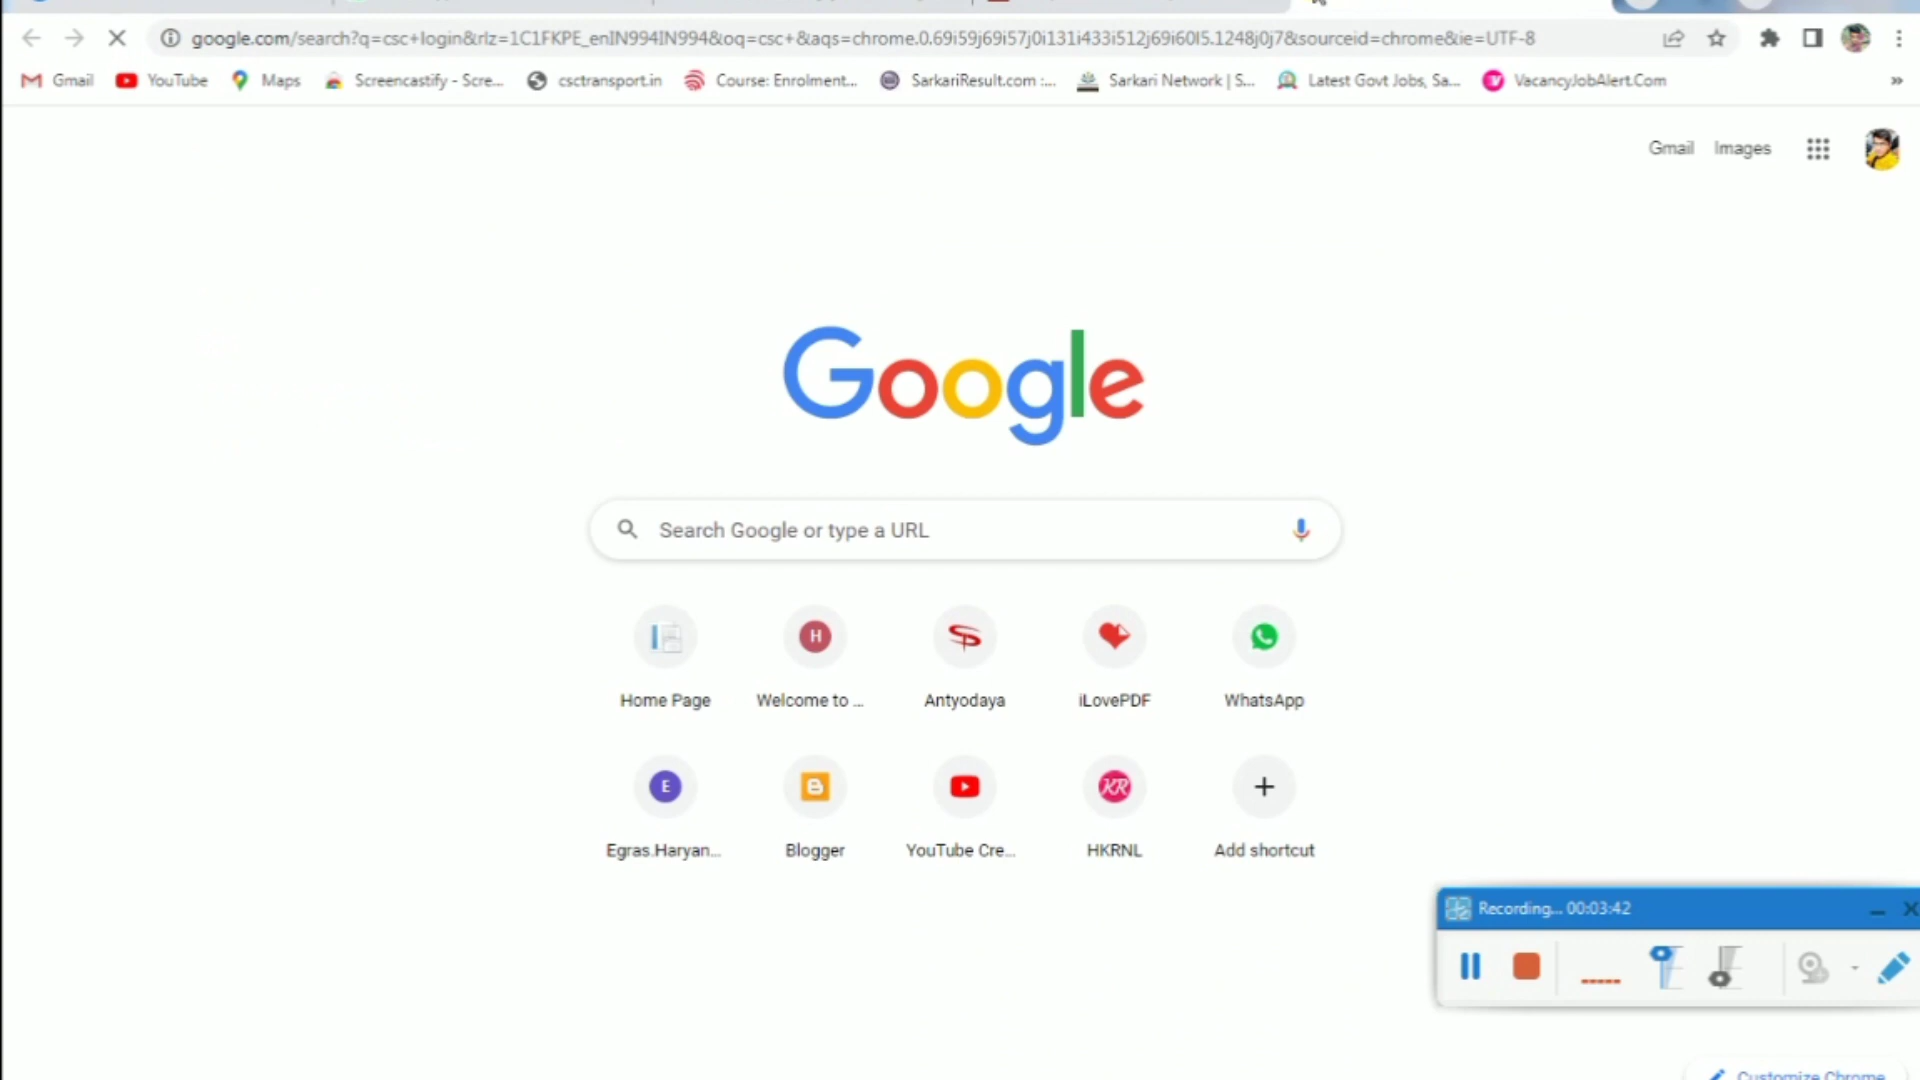 google.com/search?q=csc+login&rlz=1C1FKPE_enIN994IN994&oq=csc+&aqs=chrome.0.69i59j69i57j0i131i433i512j69i60l5.1248j0j7&sourceid=chrome&ie=UTF-8
Gmail YouTube Maps Screencastify - Scre... csctransport.in Course: Enrolment... SarkariResult.com :... Sarkari Network | S... Latest Govt Jobs, Sa... VacancyJobAlert.Com »
Gmail Images
Google
Search Google or type a URL
H
Home Page Welcome to ... Antyodaya iLovePDF WhatsApp
E KR
Egras.Haryan... Blogger YouTube Cre... HKRNL Add shortcut
Recording... 00:03:42
Customize Chrome